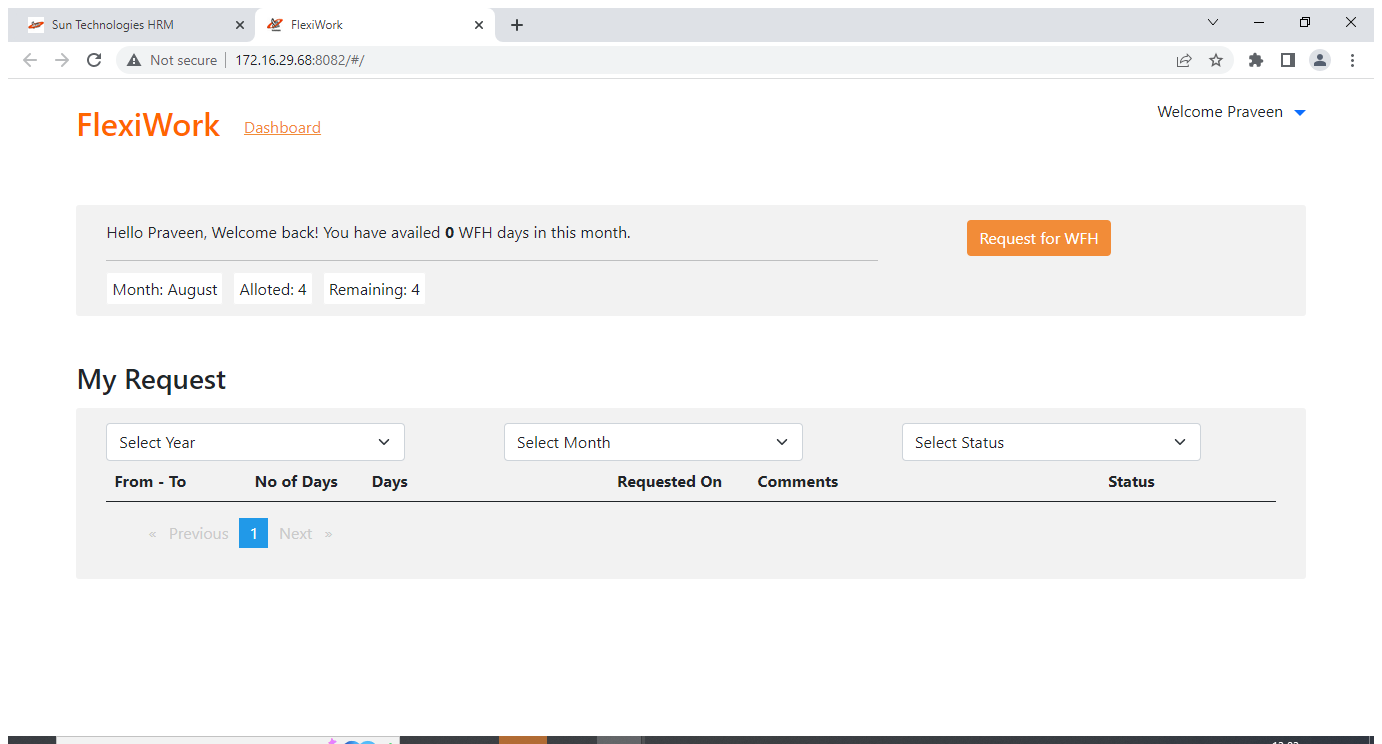 Sun Technologies HRM
FlexiWork
Not secure
172.16.29.68:8082/#/
FlexiWork
Dashboard
Welcome Praveen
Hello Praveen, Welcome back! You have availed 0 WFH days in this month.
Request for WFH
Month: August
Alloted: 4
Remaining: 4
My Request
Select Year
Select Month
Select Status
From - To
No of Days
Days
Requested On
Comments
Status
« Previous 1 Next »